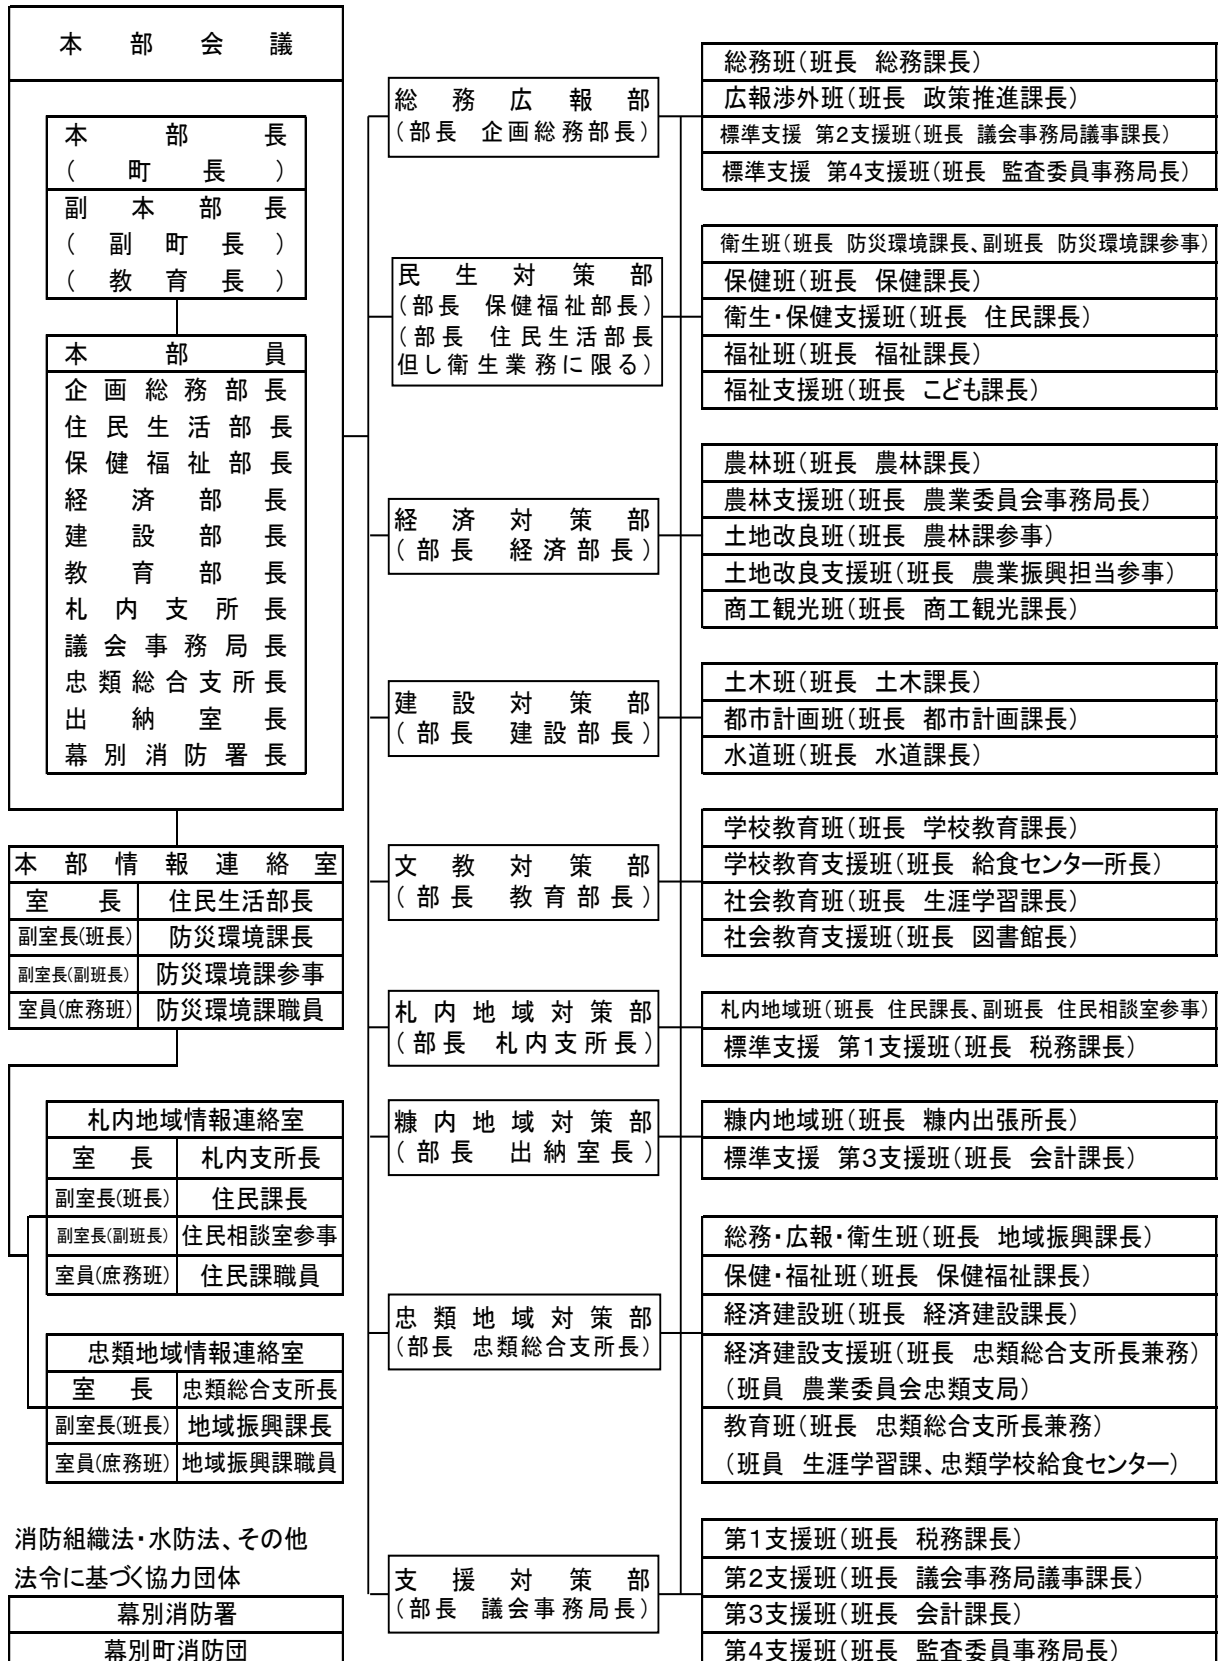 本部会議
本部長
(町長)
副本部長
(副町長)
(教育長)
本部員
企画総務部長
住民生活部長
保健福祉部長
経済部長
建設部長
教育部長
札内支所長
議会事務局長
忠類総合支所長
出納室長
幕別消防署長
本部情報連絡室
室長 住民生活部長
副室長(班長) 防災環境課長
副室長(副班長) 防災環境課参事
室員(庶務班) 防災環境課職員
札内地域情報連絡室
室長 札内支所長
副室長(班長) 住民課長
副室長(副班長) 住民相談室参事
室員(庶務班) 住民課職員
忠類地域情報連絡室
室長 忠類総合支所長
副室長(班長) 地域振興課長
室員(庶務班) 地域振興課職員
消防組織法・水防法、その他
法令に基づく協力団体
幕別消防署
幕別町消防団
総務広報部
(部長 企画総務部長)
総務班(班長 総務課長)
広報渉外班(班長 政策推進課長)
標準支援 第2支援班(班長 議会事務局議事課長)
標準支援 第4支援班(班長 監査委員事務局長)
民生対策部
(部長 保健福祉部長)
(部長 住民生活部長
但し衛生業務に限る)
衛生班(班長 防災環境課長、副班長 防災環境課参事)
保健班(班長 保健課長)
衛生・保健支援班(班長 住民課長)
福祉班(班長 福祉課長)
福祉支援班(班長 こども課長)
経済対策部
(部長 経済部長)
農林班(班長 農林課長)
農林支援班(班長 農業委員会事務局長)
土地改良班(班長 農林課参事)
土地改良支援班(班長 農業振興担当参事)
商工観光班(班長 商工観光課長)
建設対策部
(部長 建設部長)
土木班(班長 土木課長)
都市計画班(班長 都市計画課長)
水道班(班長 水道課長)
文教対策部
(部長 教育部長)
学校教育班(班長 学校教育課長)
学校教育支援班(班長 給食センター所長)
社会教育班(班長 生涯学習課長)
社会教育支援班(班長 図書館長)
札内地域対策部
(部長 札内支所長)
札内地域班(班長 住民課長、副班長 住民相談室参事)
標準支援 第1支援班(班長 税務課長)
糠内地域対策部
(部長 出納室長)
糠内地域班(班長 糠内出張所長)
標準支援 第3支援班(班長 会計課長)
忠類地域対策部
(部長 忠類総合支所長)
総務・広報・衛生班(班長 地域振興課長)
保健・福祉班(班長 保健福祉課長)
経済建設班(班長 経済建設課長)
経済建設支援班(班長 忠類総合支所長兼務)
(班員 農業委員会忠類支局)
教育班(班長 忠類総合支所長兼務)
(班員 生涯学習課、忠類学校給食センター)
支援対策部
(部長 議会事務局長)
第1支援班(班長 税務課長)
第2支援班(班長 議会事務局議事課長)
第3支援班(班長 会計課長)
第4支援班(班長 監査委員事務局長)